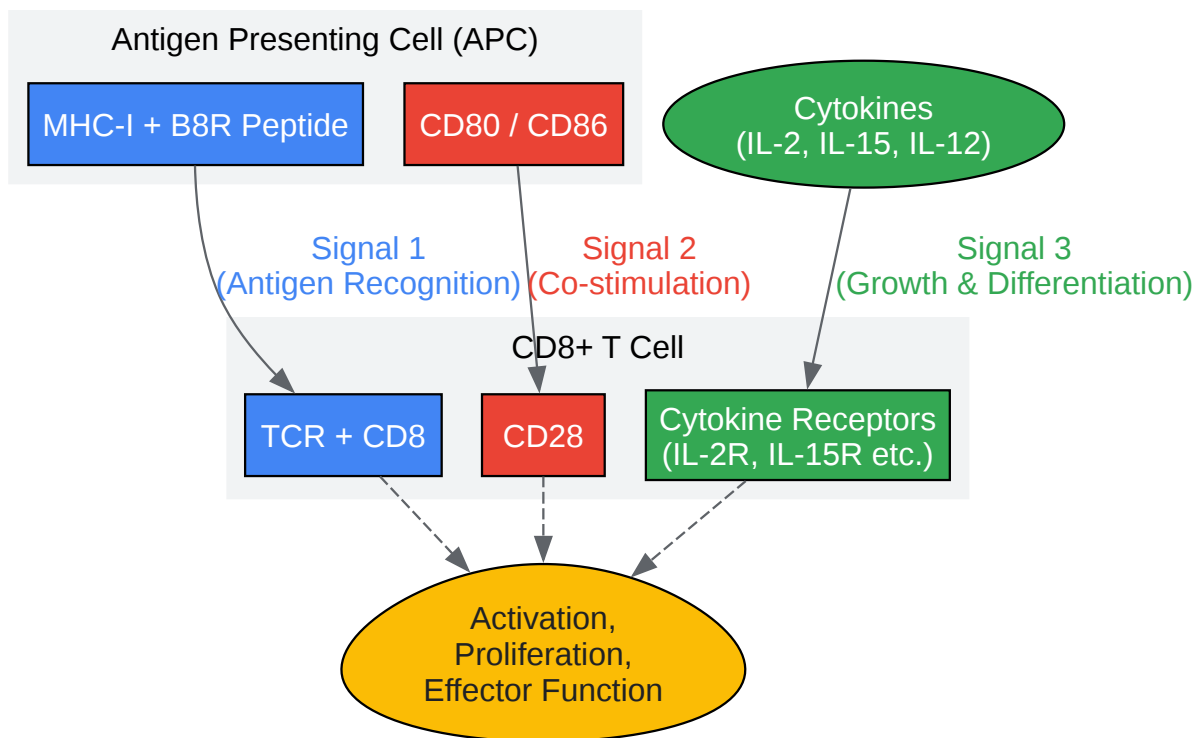 Antigen Presenting Cell (APC)
MHC-I + B8R Peptide
CD80 / CD86
Cytokines
(IL-2, IL-15, IL-12)
Signal 1
(Antigen Recognition)
Signal 2
(Co-stimulation)
Signal 3
(Growth & Differentiation)
CD8+ T Cell
TCR + CD8
CD28
Cytokine Receptors
(IL-2R, IL-15R etc.)
Activation,
Proliferation,
Effector Function